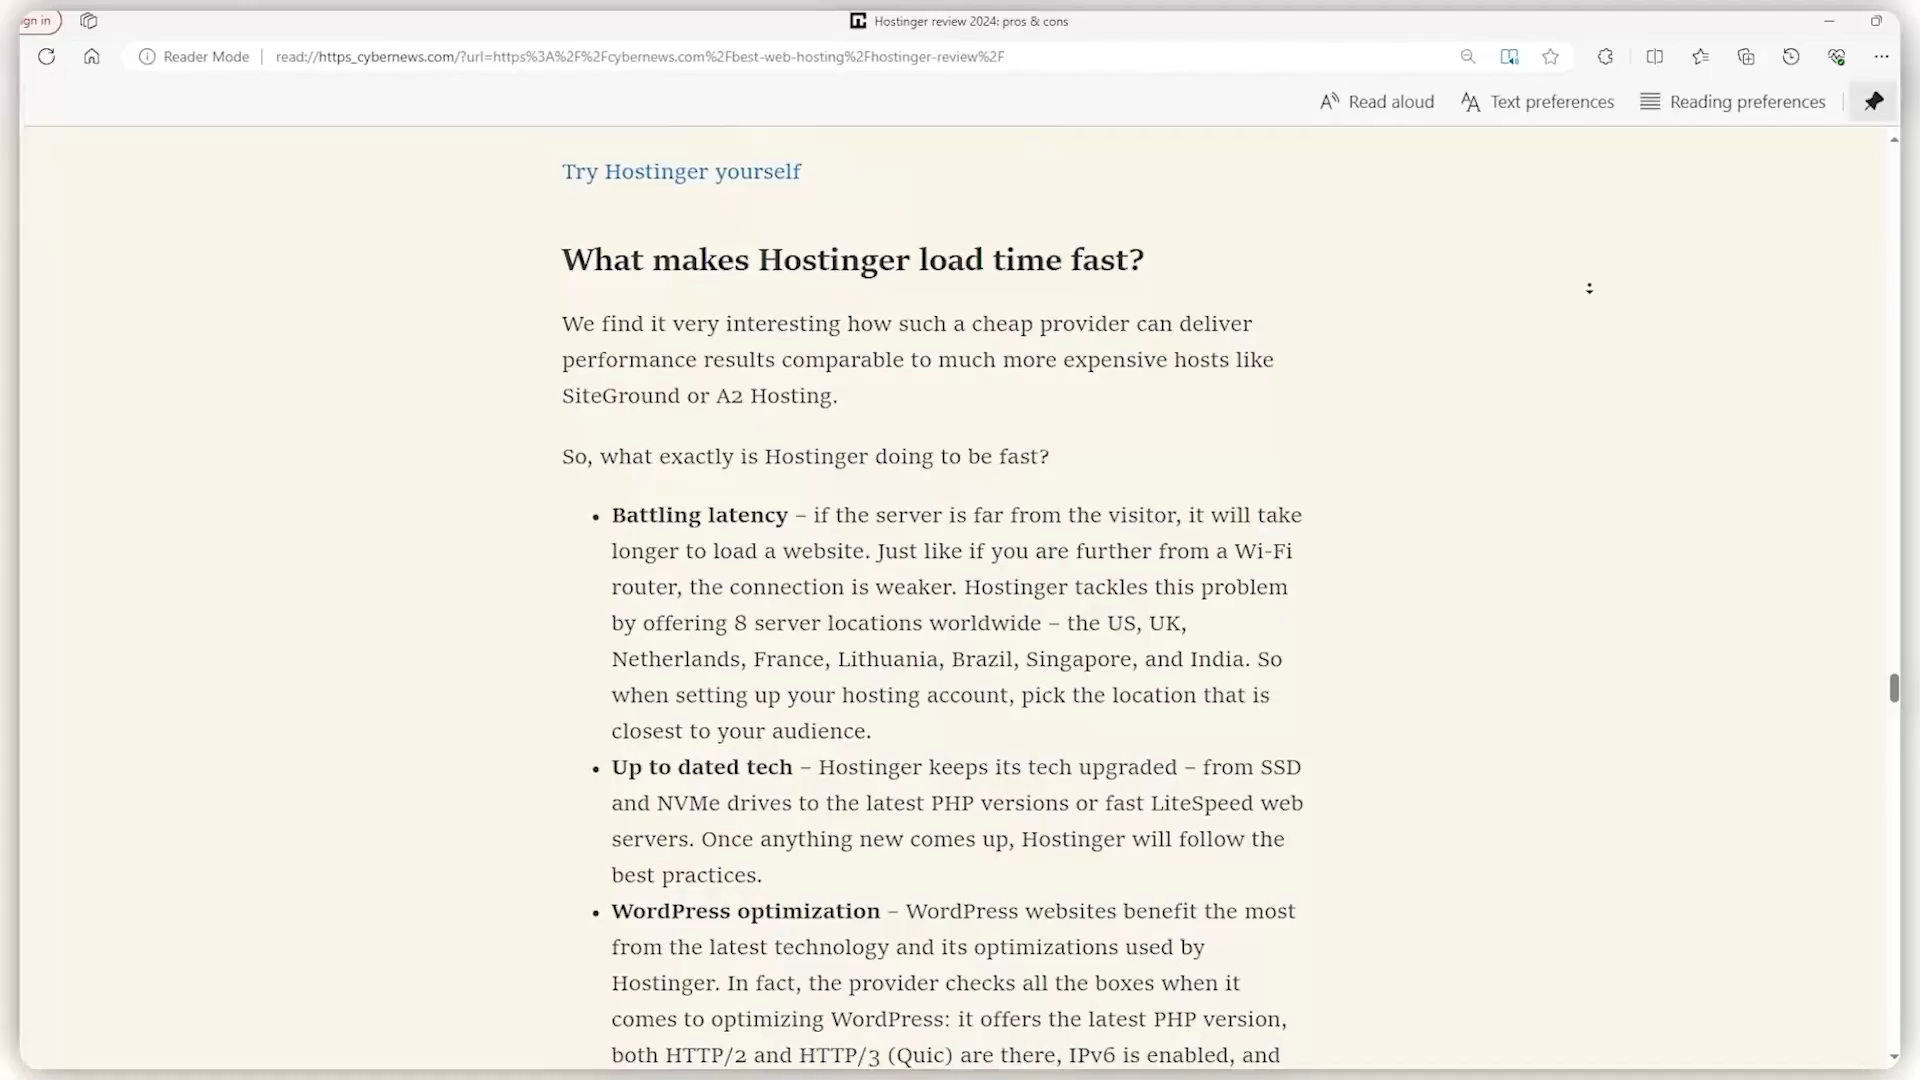 gn in
Hostinger review 2024: pros & cons
Reader Mode
read://https_cybernews.com/?url=https%3A%2F%2Fcybernews.com%2Fbest-web-hosting%2Fhostinger-review%2F
Read aloud
Text preferences
Reading preferences
Try Hostinger yourself
What makes Hostinger load time fast?
We find it very interesting how such a cheap provider can deliver
performance results comparable to much more expensive hosts like
SiteGround or A2 Hosting.
So, what exactly is Hostinger doing to be fast?
• Battling latency – if the server is far from the visitor, it will take
longer to load a website. Just like if you are further from a Wi-Fi
router, the connection is weaker. Hostinger tackles this problem
by offering 8 server locations worldwide – the US, UK,
Netherlands, France, Lithuania, Brazil, Singapore, and India. So
when setting up your hosting account, pick the location that is
closest to your audience.
• Up to dated tech – Hostinger keeps its tech upgraded – from SSD
and NVMe drives to the latest PHP versions or fast LiteSpeed web
servers. Once anything new comes up, Hostinger will follow the
best practices.
• WordPress optimization – WordPress websites benefit the most
from the latest technology and its optimizations used by
Hostinger. In fact, the provider checks all the boxes when it
comes to optimizing WordPress: it offers the latest PHP version,
both HTTP/2 and HTTP/3 (Quic) are there, IPv6 is enabled, and